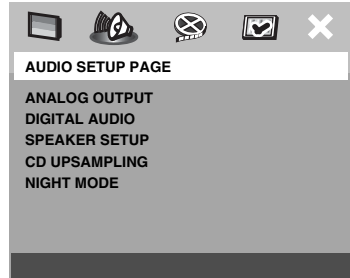 AUDIO SETUP PAGE
ANALOG OUTPUT
DIGITAL AUDIO
SPEAKER SETUP
CD UPSAMPLING
NIGHT MODE